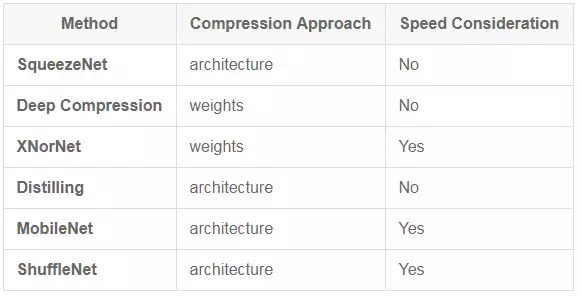 Method Compression Approach Speed Consideration
SqueezeNet architecture No
Deep Compression weights No
XNorNet weights Yes
Distilling architecture No
MobileNet architecture Yes
ShuffleNet architecture Yes